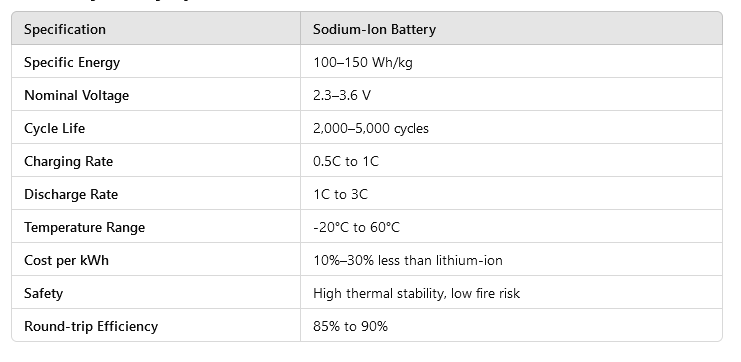 Specification Sodium-Ion Battery
Specific Energy 100–150 Wh/kg
Nominal Voltage 2.3–3.6 V
Cycle Life 2,000–5,000 cycles
Charging Rate 0.5C to 1C
Discharge Rate 1C to 3C
Temperature Range -20°C to 60°C
Cost per kWh 10%–30% less than lithium-ion
Safety High thermal stability, low fire risk
Round-trip Efficiency 85% to 90%